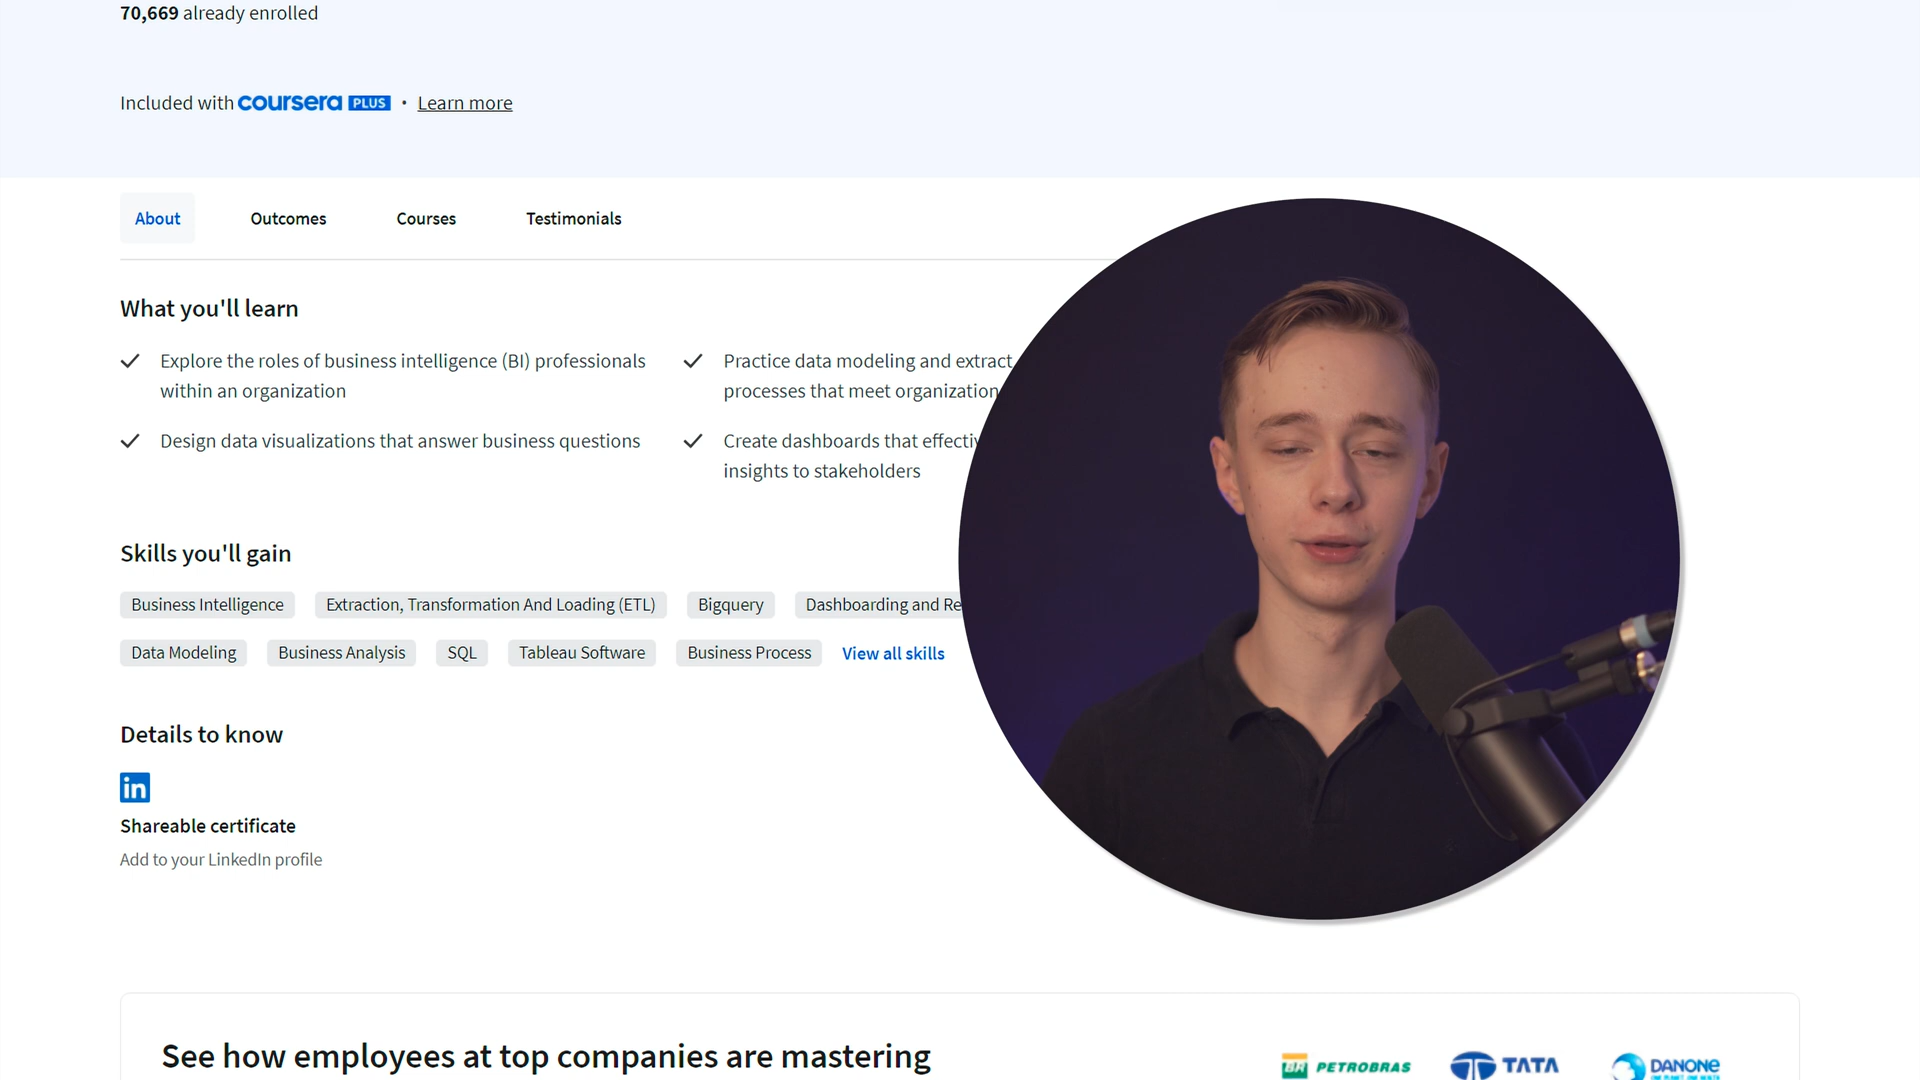 70,669 already enrolled
Included with coursera PLUS • Learn more
About Outcomes Courses Testimonials
What you'll learn
Explore the roles of business intelligence (BI) professionals
within an organization
Practice data modeling and extract
processes that meet organization
Design data visualizations that answer business questions
Create dashboards that
insights to stakeholders
Skills you'll gain
Business Intelligence Extraction, Transformation And Loading (ETL) Bigquery Dashboarding and
Data Modeling Business Analysis SQL Tableau Software Business Process View all skills
Details to know
in
Shareable certificate
Add to your LinkedIn profile
See how employees at top companies are mastering
BR PETROBRAS TATA DANONE